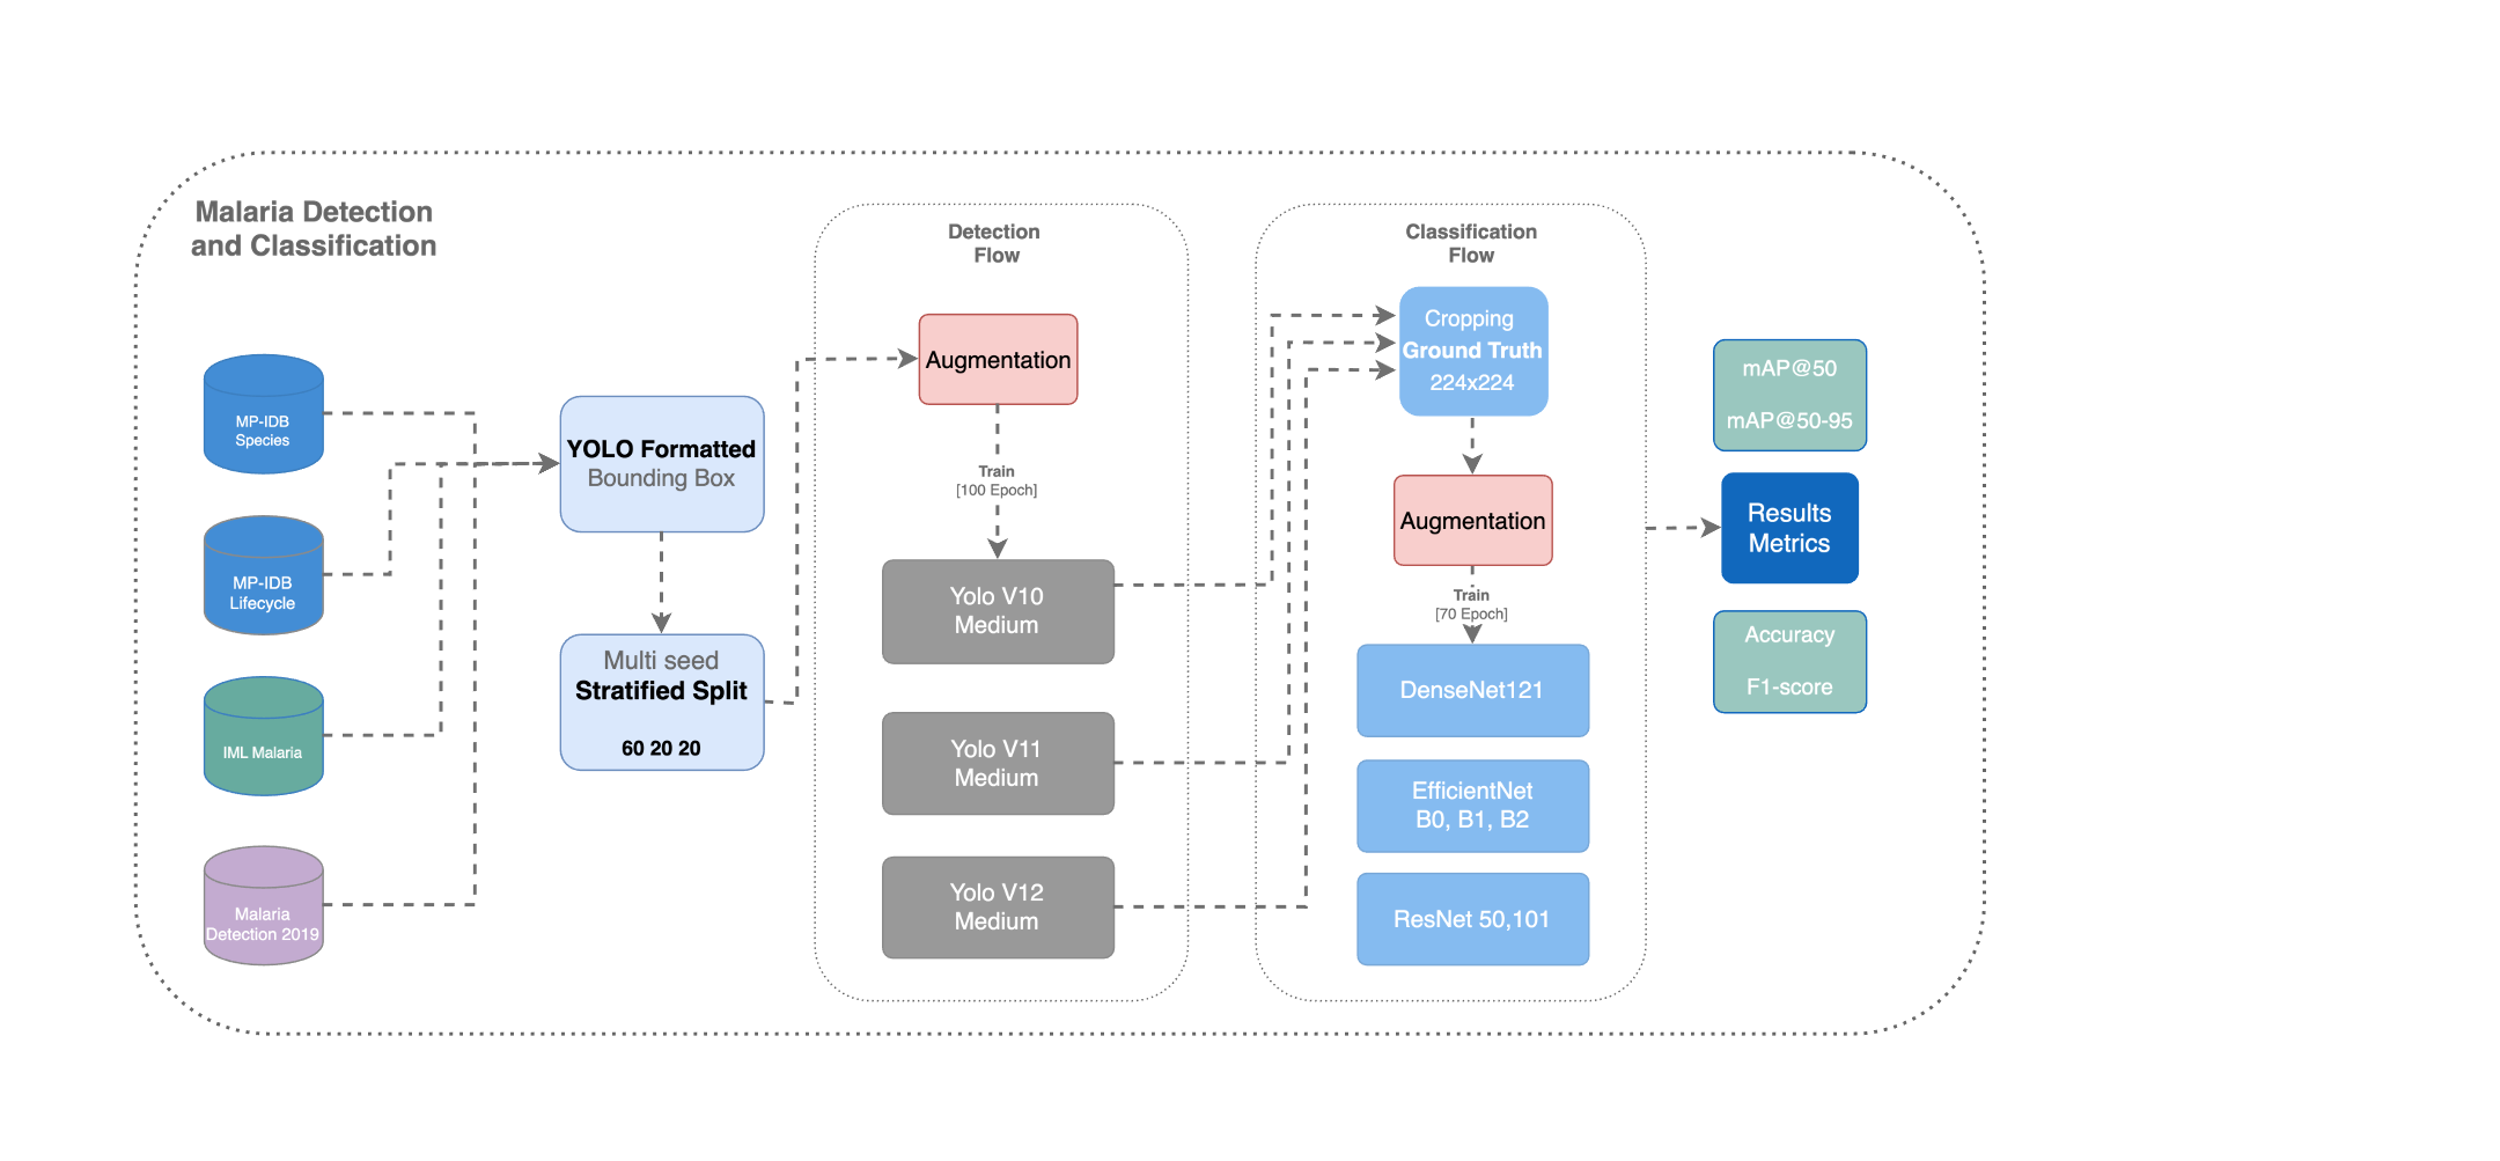 Malaria Detection
and Classification
MP-IDB
Species
MP-IDB
Lifecycle
IML Malaria
Malaria
Detection 2019
YOLO Formatted
Bounding Box
Multi seed
Stratified Split
60 20 20
Detection
Flow
Augmentation
Train
[100 Epoch]
Yolo V10
Medium
Yolo V11
Medium
Yolo V12
Medium
Classification
Flow
Cropping
Ground Truth
224x224
Augmentation
Train
[70 Epoch]
DenseNet121
EfficientNet
B0, B1, B2
ResNet 50,101
mAP@50
mAP@50-95
Results
Metrics
Accuracy
F1-score